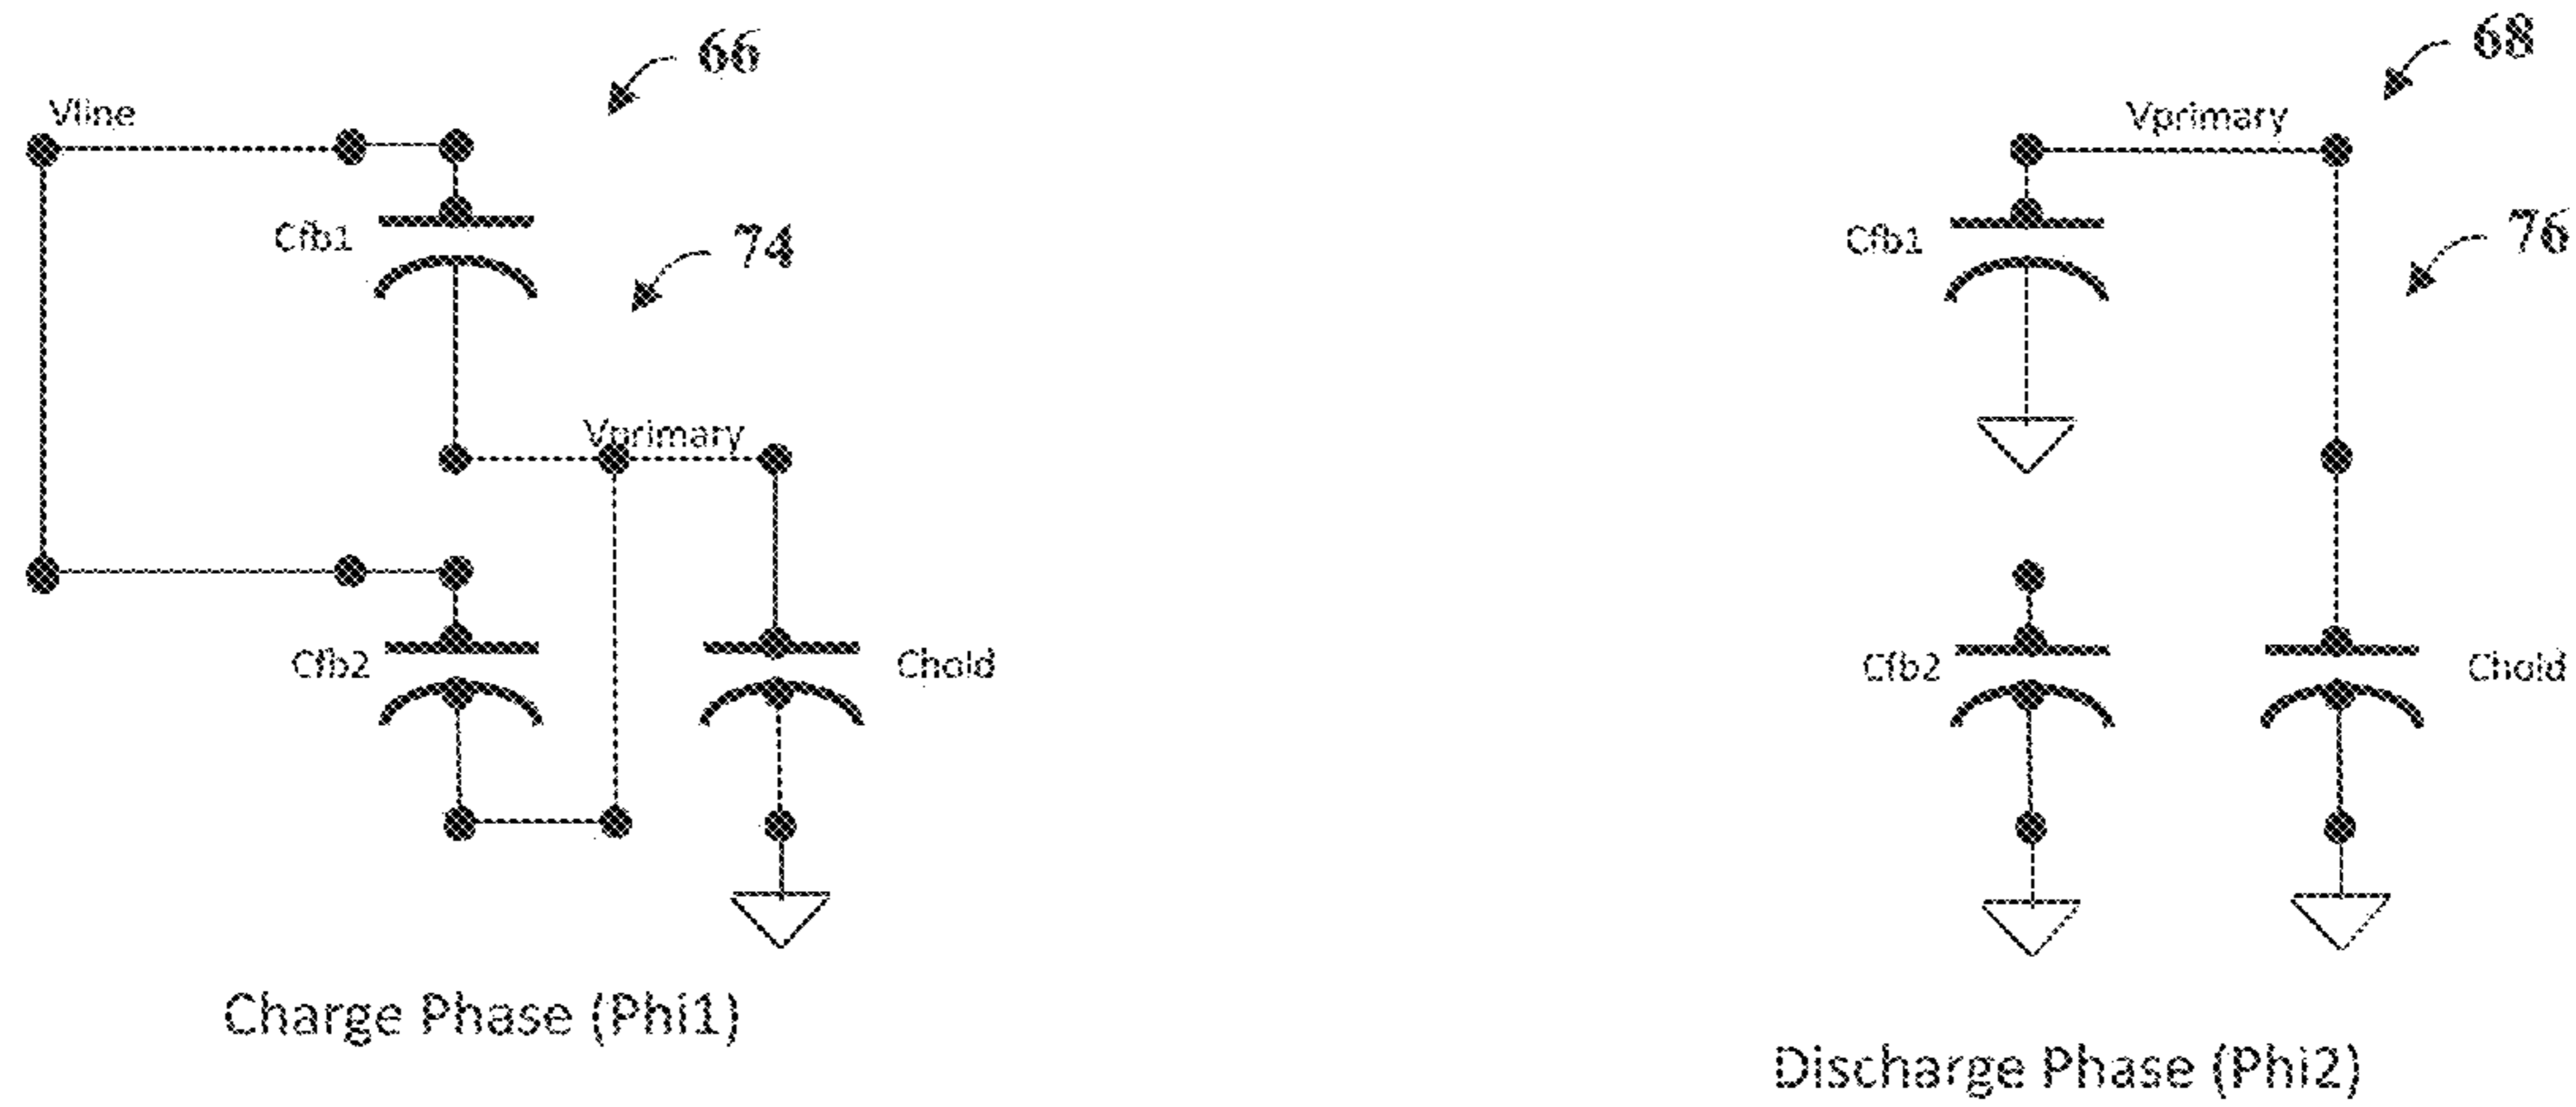 66
Vline
Cfb1
74
Vprimary
Cfb2
Chold
Charge Phase (Phi1)
68
Vprimary
Cfb1
76
Cfb2
Chold
Discharge Phase (Phi2)